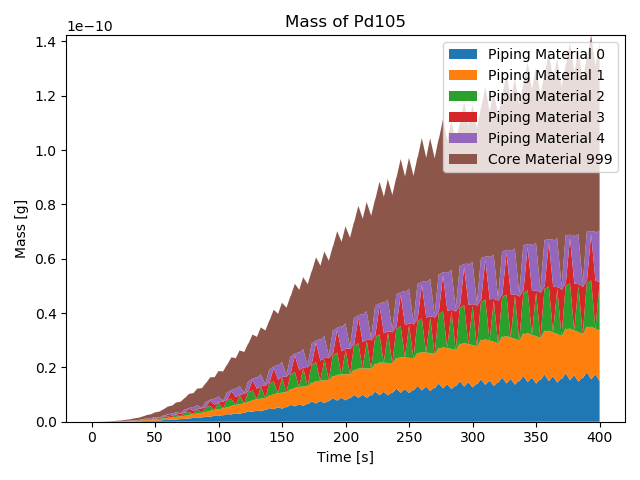 Mass of Pd105
1e−10
1.4
1.2
1.0
0.8
0.6
0.4
0.2
0.0
Mass [g]
Piping Material 0
Piping Material 1
Piping Material 2
Piping Material 3
Piping Material 4
Core Material 999
0 50 100 150 200 250 300 350 400
Time [s]